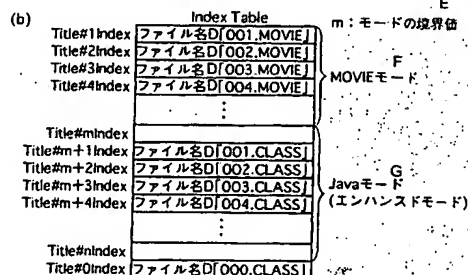 E
(b) Index Table m：モードの境界値
Title#1Index ファイル名D「001.MOVIE」
Title#2Index ファイル名D「002.MOVIE」
Title#3Index ファイル名D「003.MOVIE」 F
Title#4Index ファイル名D「004.MOVIE」 MOVIEモード
Title#mIndex
Title#m+1Index ファイル名D「001.CLASS」
Title#m+2Index ファイル名D「002.CLASS」 G
Title#m+3Index ファイル名D「003.CLASS」 Javaモード
Title#m+4Index ファイル名D「004.CLASS」 (エンハンスドモード)
Title#nIndex
Title#0Index ファイル名D「000.CLASS」